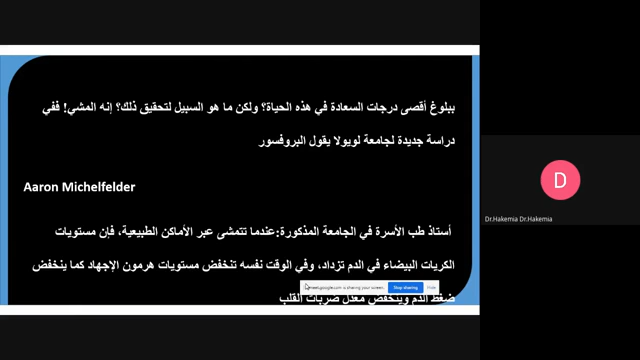 ببلوغ أقصى درجات السعادة في هذه الحياة؟ ولكن ما هو السبيل لتحقيق ذلك؟ إنه المشي! ففي
دراسة جديدة لجامعة لويولا يقول البروفسور
Aaron Michelfelder
أستاذ طب الأسرة في الجامعة المذكورة:عندما تتمشى عبر الأماكن الطبيعية، فإن مستويات
الكريات البيضاء في الدم تزداد، وفي الوقت نفسه تنخفض مستويات هرمون الإجهاد كما ينخفض
meet.google.com is sharing your screen.
Stop sharing
Hide
ضغط الدم وينخفض معدل ضربات القلب
D
Dr.Hakemia Dr.Hakemia